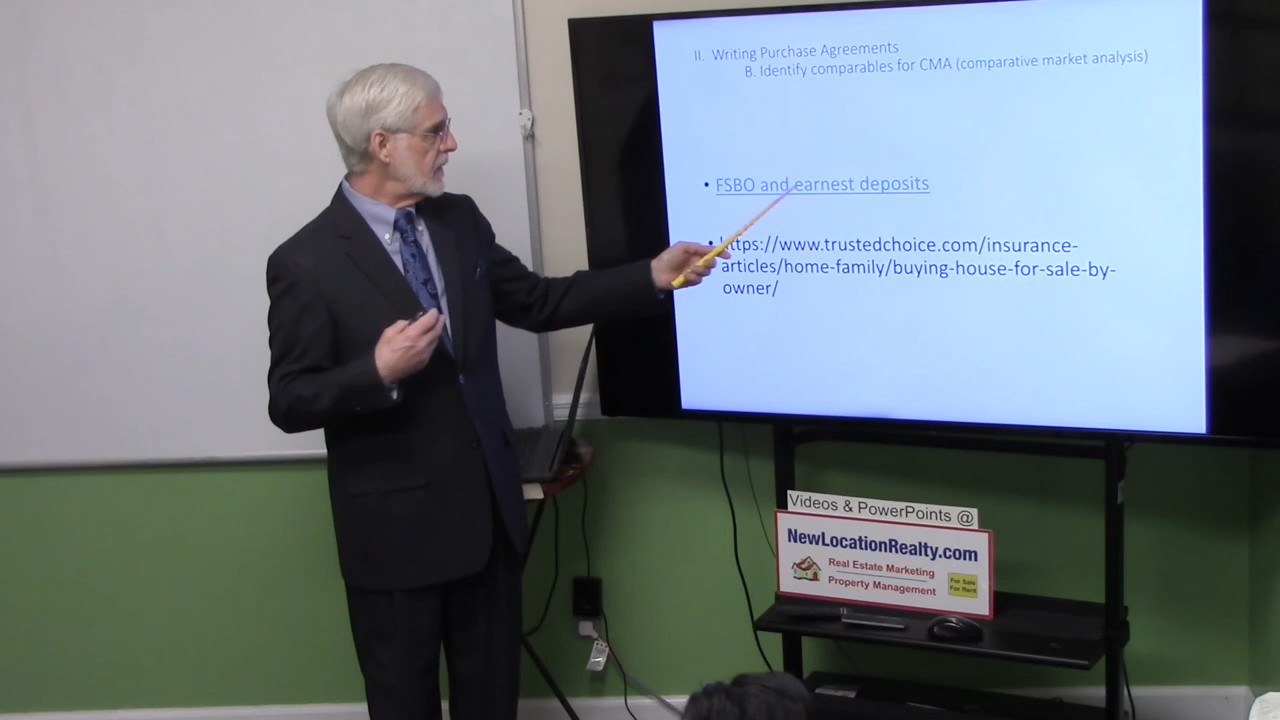 II. Writing Purchase Agreements
B. Identify comparables for CMA (comparative market analysis)
• FSBO and earnest deposits
• https://www.trustedchoice.com/insurance-
articles/home-family/buying-house-for-sale-by-
owner/
Videos & PowerPoints @
NewLocationRealty.com
Real Estate Marketing
Property Management
For Sale
For Rent